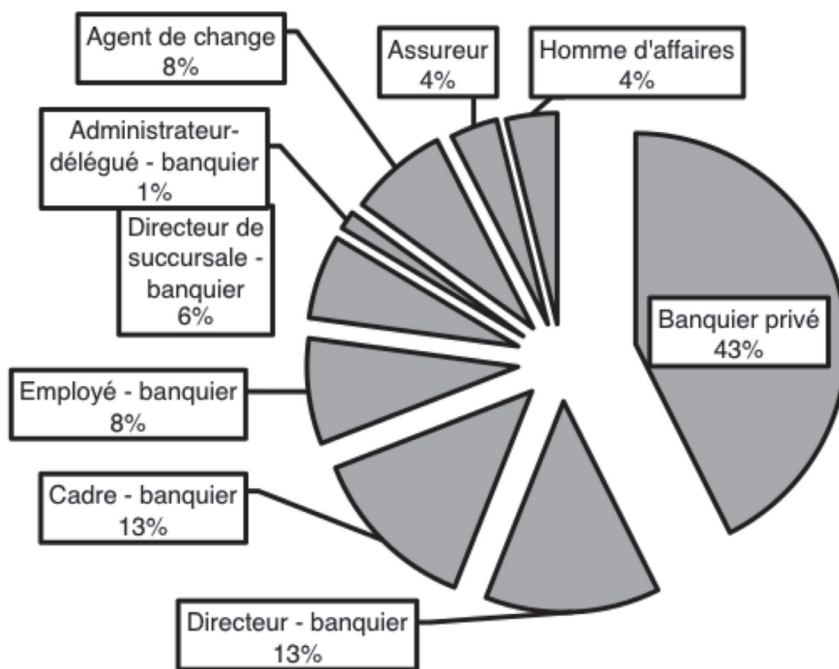 Agent de change
8%
Assureur
4%
Homme d'affaires
4%
Administrateur-
délégué - banquier
1%
Directeur de
succursale -
banquier
6%
Banquier privé
43%
Employé - banquier
8%
Cadre - banquier
13%
Directeur - banquier
13%